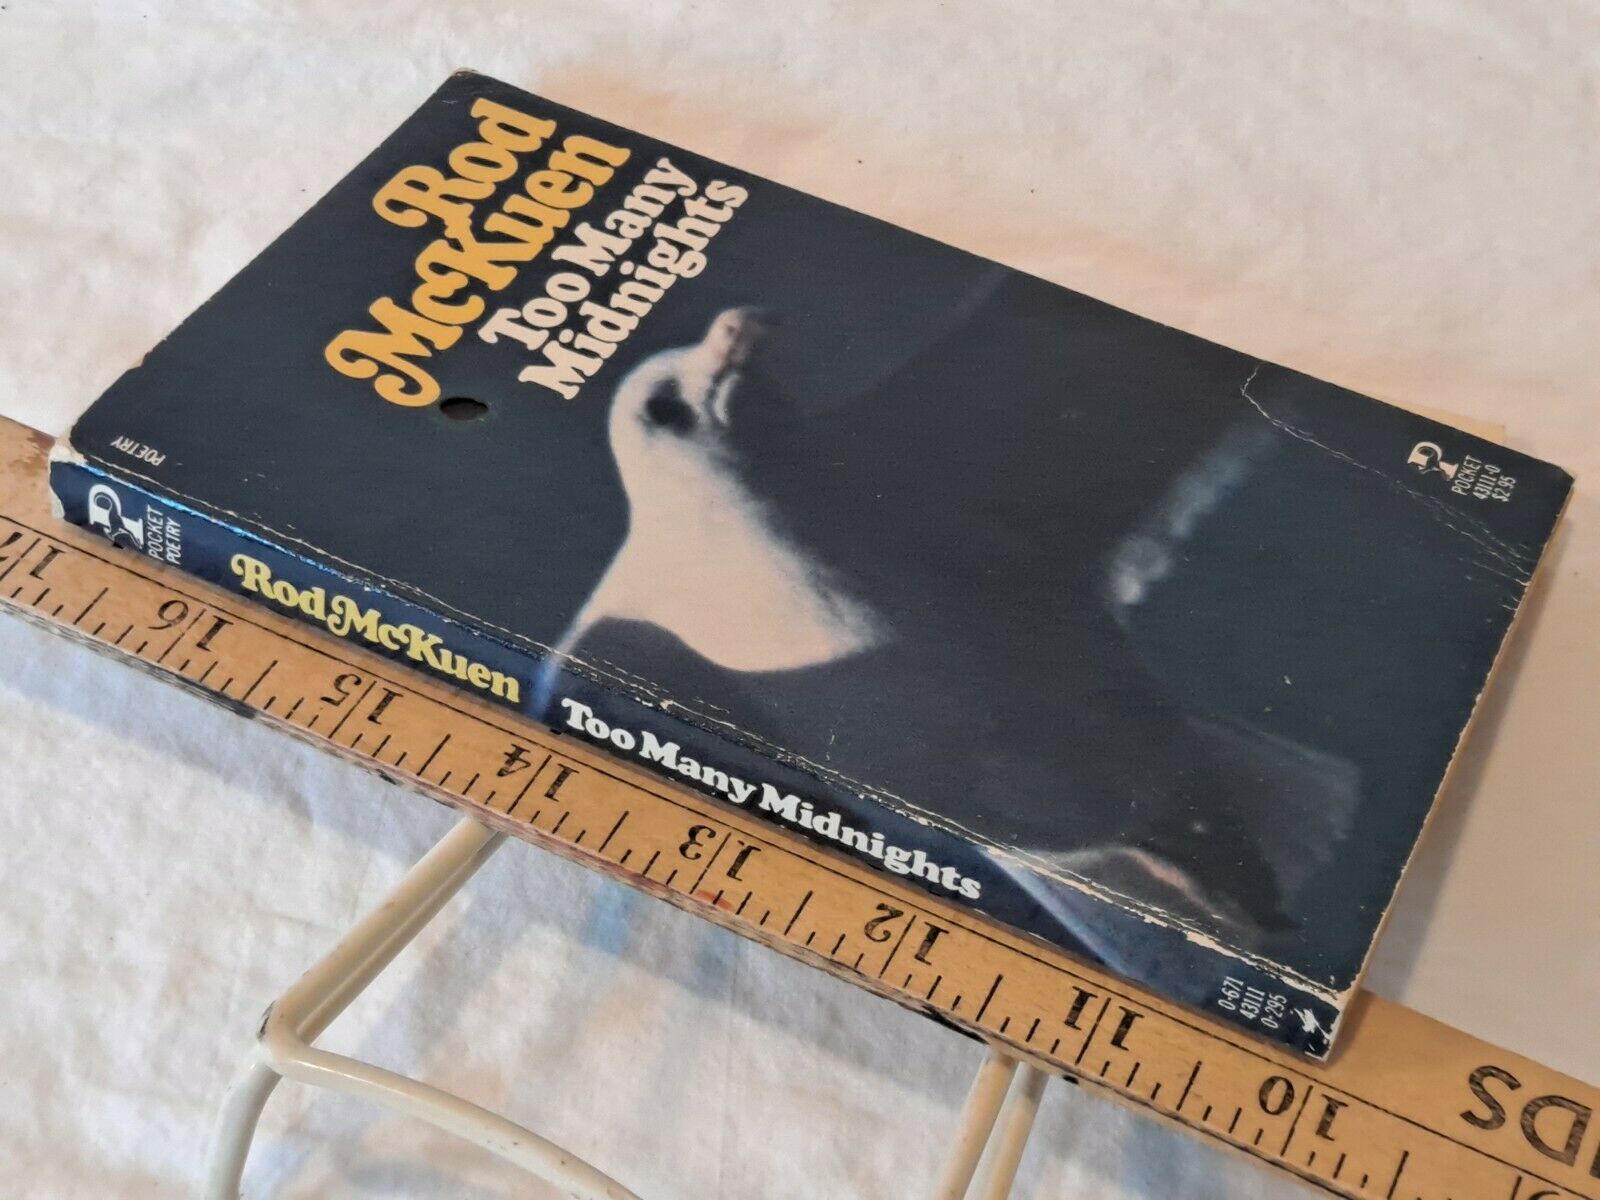 Rod
McKuen
Too Many
Midnights
POETRY
P
POCKET
43111-0
$2.95
P
POCKET
POETRY
Rod McKuen
Too Many Midnights
0-671
43111
0-295
17
16
15
14
13
12
11
10